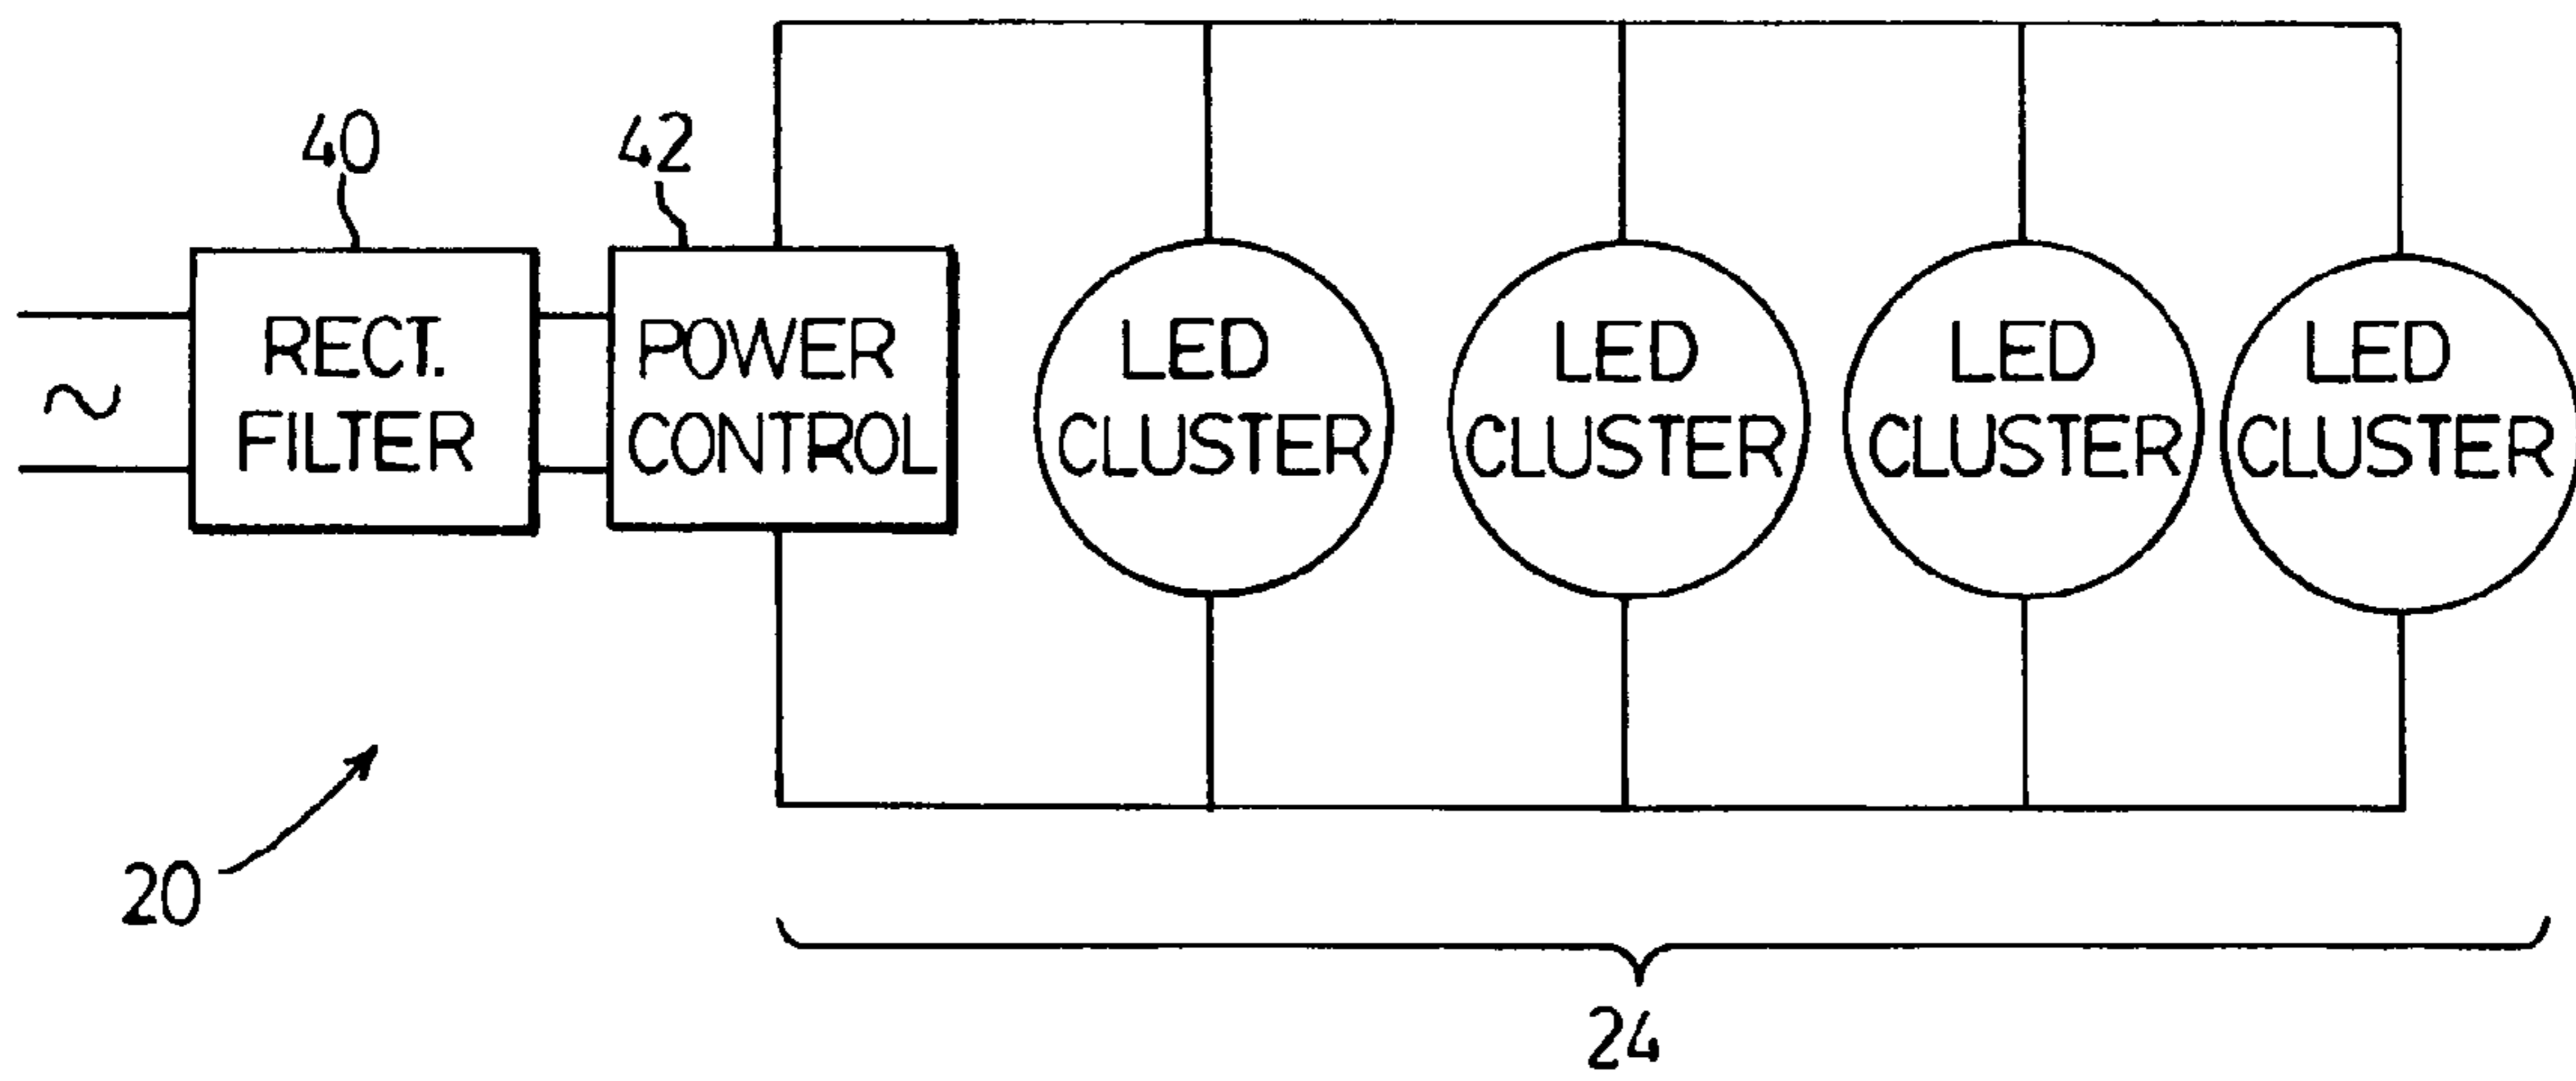 40
42
RECT.
FILTER
POWER
CONTROL
LED
CLUSTER
LED
CLUSTER
LED
CLUSTER
LED
CLUSTER
~
20
24